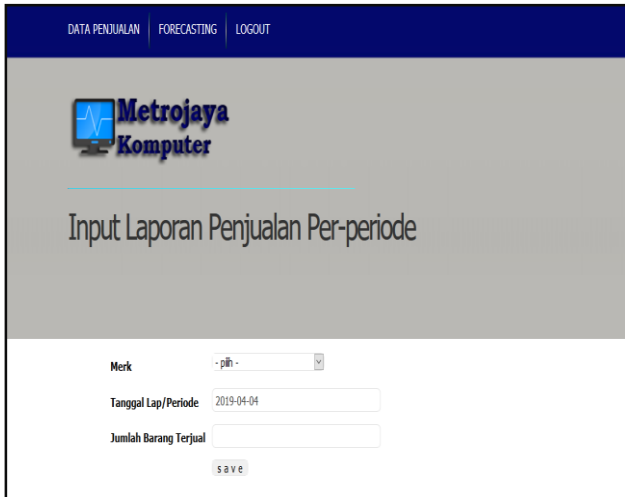 DATA PENJUALAN FORECASTING LOGOUT
Metrojaya
Komputer
Input Laporan Penjualan Per-periode
Merk - pilih -
Tanggal Lap/Periode 2019-04-04
Jumlah Barang Terjual
save